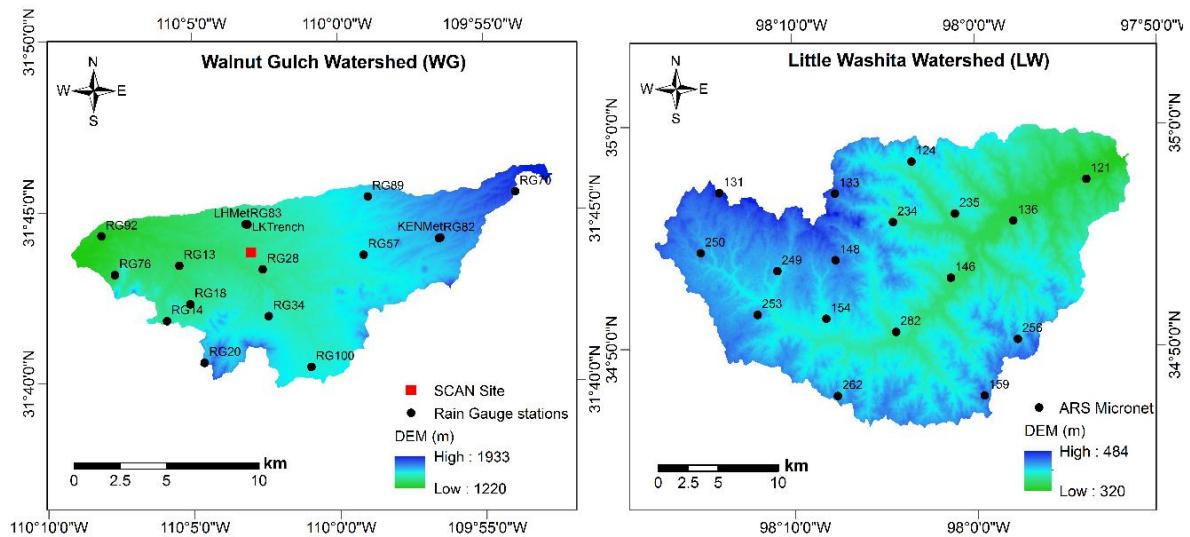 110°5'0"W 110°0'0"W 109°55'0"W
31°50'0"N
Walnut Gulch Watershed (WG)
N
W E
S
RG70
RG89
31°45'0"N
31°45'0"N
LHMetRG83
LKTrench
KENMetRG82
RG92
RG57
RG13
RG28
RG76
RG18
RG34
RG14
RG20
RG100
31°40'0"N
31°40'0"N
SCAN Site
Rain Gauge stations
DEM (m)
High : 1933
Low : 1220
km
0 2.5 5 10
110°10'0"W 110°5'0"W 110°0'0"W 109°55'0"W
98°10'0"W 98°0'0"W 97°50'0"W
Little Washita Watershed (LW)
N
W E
S
35°0'0"N
35°0'0"N
124
121
131
133
235
136
234
250
148
249
146
253
154
282
256
34°50'0"N
34°50'0"N
262
159
ARS Micronet
DEM (m)
High : 484
Low : 320
km
0 2.5 5 10
98°10'0"W 98°0'0"W